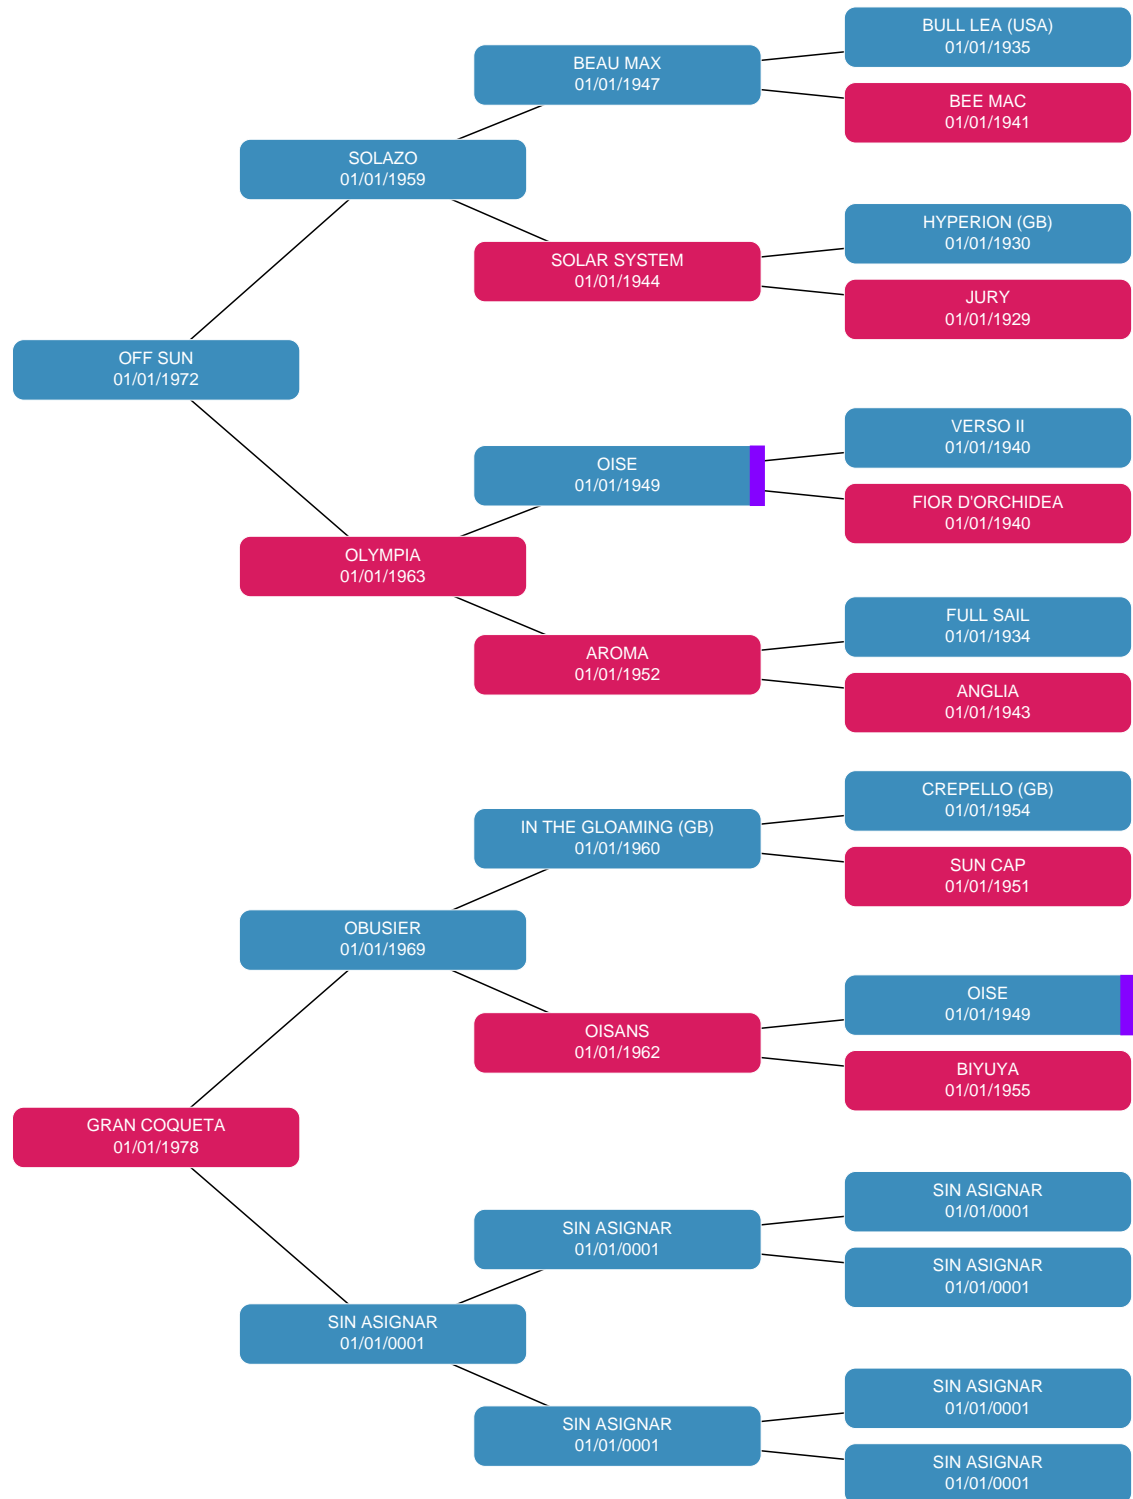 BULL LEA (USA)
01/01/1935
BEAU MAX
01/01/1947
BEE MAC
01/01/1941
SOLAZO
01/01/1959
HYPERION (GB)
01/01/1930
SOLAR SYSTEM
01/01/1944
JURY
01/01/1929
OFF SUN
01/01/1972
VERSO II
01/01/1940
OISE
01/01/1949
FIOR D'ORCHIDEA
01/01/1940
OLYMPIA
01/01/1963
FULL SAIL
01/01/1934
AROMA
01/01/1952
ANGLIA
01/01/1943
CREPELLO (GB)
01/01/1954
IN THE GLOAMING (GB)
01/01/1960
SUN CAP
01/01/1951
OBUSIER
01/01/1969
OISE
01/01/1949
OISANS
01/01/1962
BIYUYA
01/01/1955
GRAN COQUETA
01/01/1978
SIN ASIGNAR
01/01/0001
SIN ASIGNAR
01/01/0001
SIN ASIGNAR
01/01/0001
SIN ASIGNAR
01/01/0001
SIN ASIGNAR
01/01/0001
SIN ASIGNAR
01/01/0001
SIN ASIGNAR
01/01/0001